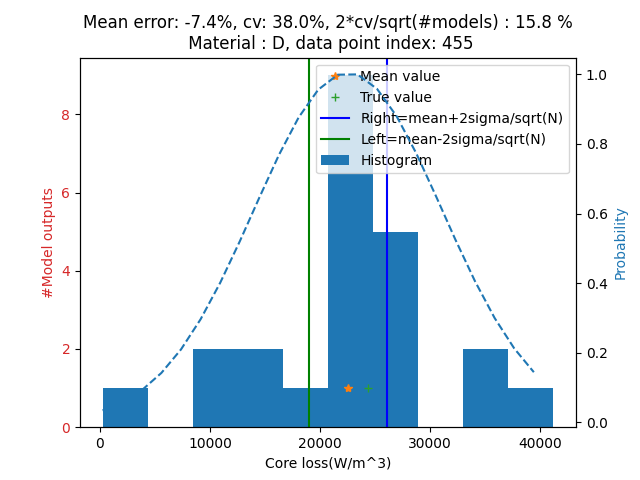 Mean error: -7.4%, cv: 38.0%, 2*cv/sqrt(#models) : 15.8 %
Material : D, data point index: 455
Mean value
True value
Right=mean+2sigma/sqrt(N)
Left=mean-2sigma/sqrt(N)
Histogram
#Model outputs
8
6
4
2
0
Probability
1.0
0.8
0.6
0.4
0.2
0.0
0 10000 20000 30000 40000
Core loss(W/m^3)